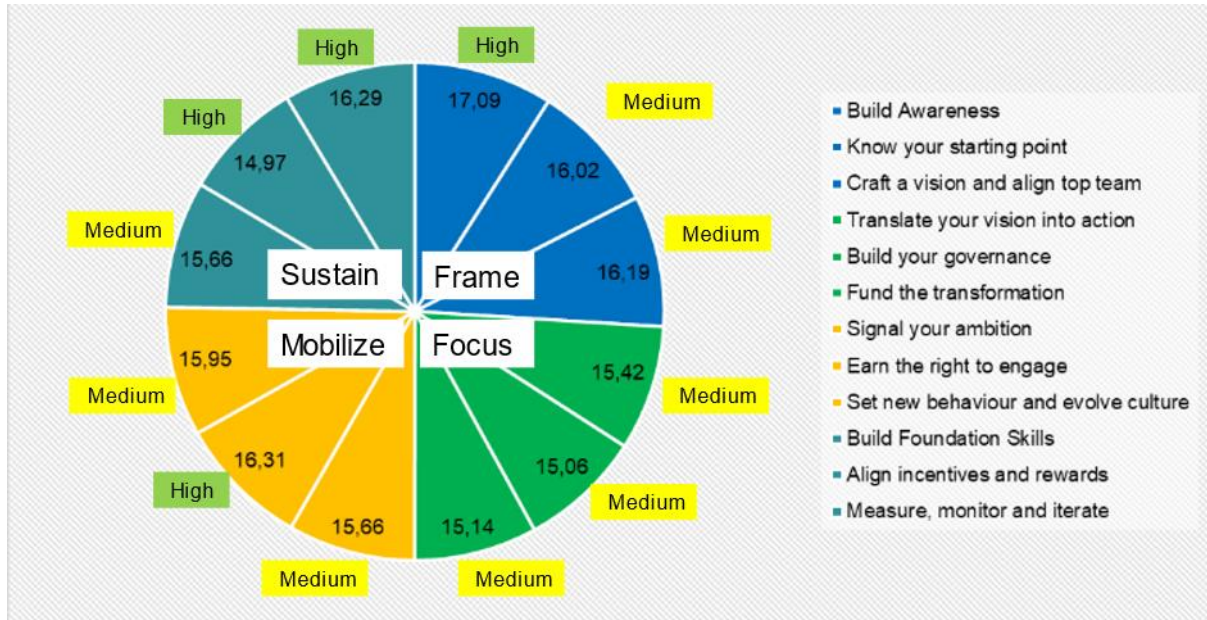 High
High
16,29
17,09
Medium
High
14,97
16,02
Medium
Medium
15,66
16,19
Sustain
Frame
Mobilize
Focus
15,95
15,42
Medium
Medium
16,31
15,06
High
Medium
15,66
15,14
Medium
Medium
Build Awareness
Know your starting point
Craft a vision and align top team
Translate your vision into action
Build your governance
Fund the transformation
Signal your ambition
Earn the right to engage
Set new behaviour and evolve culture
Build Foundation Skills
Align incentives and rewards
Measure, monitor and iterate